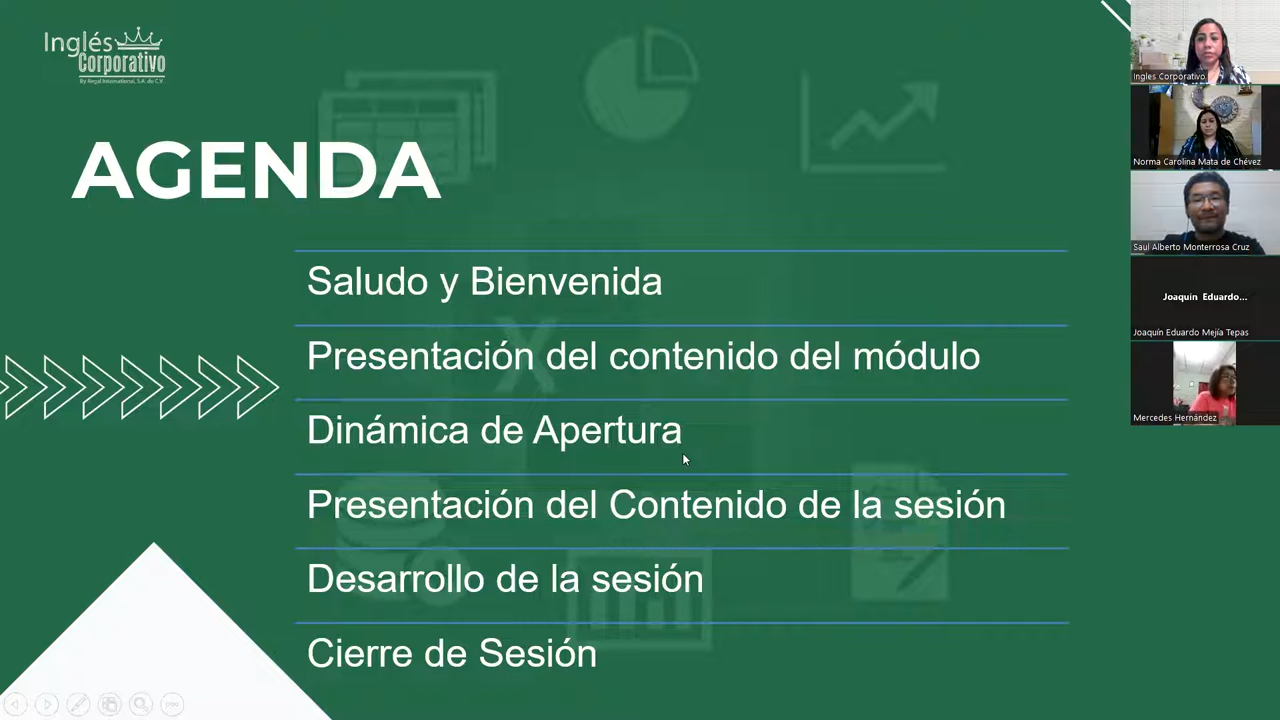 Inglés
Corporativo
By Regal International, S.A. de C.V.
AGENDA
Saludo y Bienvenida
Presentación del contenido del módulo
Dinámica de Apertura
Presentación del Contenido de la sesión
Desarrollo de la sesión
Cierre de Sesión
Ingles Corporativo
Norma Carolina Mata de Chévez
Saul Alberto Monterrosa Cruz
Joaquin Eduardo...
Joaquín Eduardo Mejía Tepas
Mercedes Hernández